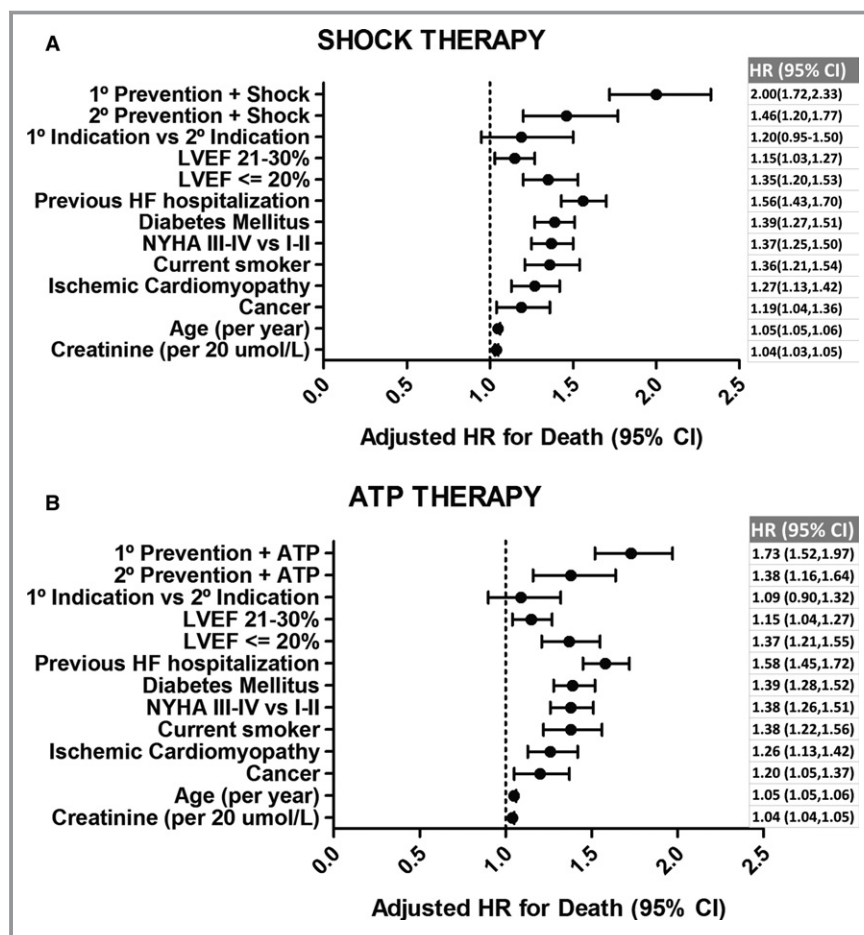 A
SHOCK THERAPY
HR (95% CI)
1º Prevention + Shock 2.00(1.72,2.33)
2º Prevention + Shock 1.46(1.20,1.77)
1º Indication vs 2º Indication 1.20(0.95-1.50)
LVEF 21-30% 1.15(1.03,1.27)
LVEF <= 20% 1.35(1.20,1.53)
Previous HF hospitalization 1.56(1.43,1.70)
Diabetes Mellitus 1.39(1.27,1.51)
NYHA III-IV vs I-II 1.37(1.25,1.50)
Current smoker 1.36(1.21,1.54)
Ischemic Cardiomyopathy 1.27(1.13,1.42)
Cancer 1.19(1.04,1.36)
Age (per year) 1.05(1.05,1.06)
Creatinine (per 20 umol/L) 1.04(1.03,1.05)
0.0 0.5 1.0 1.5 2.0 2.5
Adjusted HR for Death (95% CI)
B
ATP THERAPY
HR (95% CI)
1º Prevention + ATP 1.73 (1.52,1.97)
2º Prevention + ATP 1.38 (1.16,1.64)
1º Indication vs 2º Indication 1.09 (0.90,1.32)
LVEF 21-30% 1.15 (1.04,1.27)
LVEF <= 20% 1.37 (1.21,1.55)
Previous HF hospitalization 1.58 (1.45,1.72)
Diabetes Mellitus 1.39 (1.28,1.52)
NYHA III-IV vs I-II 1.38 (1.26,1.51)
Current smoker 1.38 (1.22,1.56)
Ischemic Cardiomyopathy 1.26 (1.13,1.42)
Cancer 1.20 (1.05,1.37)
Age (per year) 1.05 (1.05,1.06)
Creatinine (per 20 umol/L) 1.04 (1.04,1.05)
0.0 0.5 1.0 1.5 2.0 2.5
Adjusted HR for Death (95% CI)